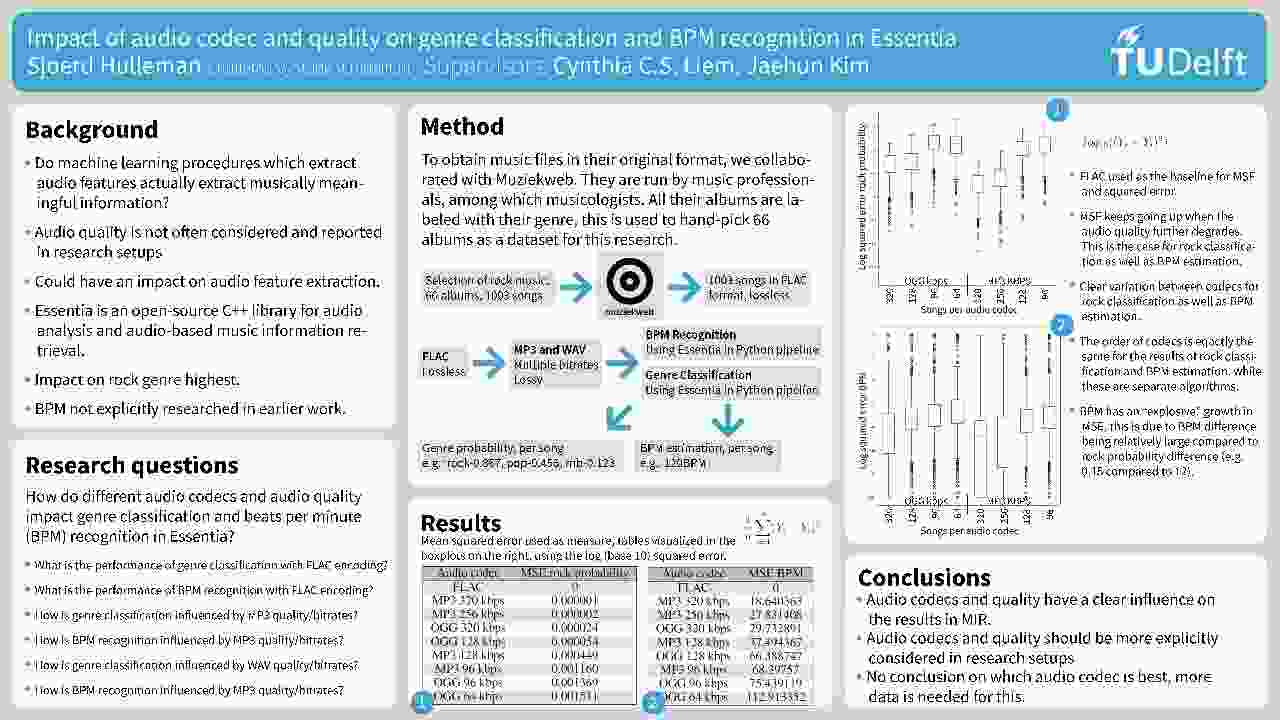 Impact of audio codec and quality on genre classification and BPM recognition in Essentia
Sjoerd Hulleman Supervisors Cynthia C.S. Liem, Jaehun Kim
TU Delft
Background
• Do machine learning procedures which extract
audio features actually extract musically mean-
ingful information?
• Audio quality is not often considered and reported
in research setups
• Could have an impact on audio feature extraction.
• Essentia is an open-source C++ library for audio
analysis and audio-based music information re-
trieval.
• Impact on rock genre highest.
• BPM not explicitly researched in earlier work.
Research questions
How do different audio codecs and audio quality
impact genre classification and beats per minute
(BPM) recognition in Essentia?
• What is the performance of genre classification with FLAC encoding?
• What is the performance of BPM recognition with FLAC encoding?
• How is genre classification influenced by MP3 quality/bitrates?
• How is BPM recognition influenced by MP3 quality/bitrates?
• How is genre classification influenced by WAV quality/bitrates?
• How is BPM recognition influenced by MP3 quality/bitrates?
Method
To obtain music files in their original format, we collabo-
rated with Muziekweb. They are run by music profession-
als, among which musicologists. All their albums are la-
beled with their genre, this is used to hand-pick 66
albums as a dataset for this research.
Selection of rock music,
albums, 1003 songs
muziekweb
1003 songs in FLAC
format, lossless
FLAC
Lossless
MP3 and WAV
Multiple bitrates
Lossy
BPM Recognition
Using Essentia in Python pipeline
Genre Classification
Using Essentia in Python pipeline
Genre probability, per song
e.g. rock-0.867, pop-0.456, rnb-0.123
BPM estimation, per song
e.g. 120BPM
Results
Mean squared error used as measure, tables visualized in the
boxplots on the right, using the log (base 10) squared error.
Audio codec MSE rock probability
FLAC 0
MP3 320 kbps 0.000001
MP3 256 kbps 0.000002
OGG 320 kbps 0.000024
OGG 128 kbps 0.000054
MP3 128 kbps 0.000449
MP3 96 kbps 0.001160
OGG 96 kbps 0.001369
OGG 64 kbps 0.001511
1
Audio codec MSE BPM
FLAC 0
MP3 320 kbps 18.640363
MP3 256 kbps 27.821408
OGG 320 kbps 29.732891
OGG 128 kbps 37.494367
MP3 128 kbps 66.386747
MP3 96 kbps 68.39757
OGG 96 kbps 75.439119
OGG 64 kbps 112.913352
2
1
Log squared error rock probability
OGG kbps MP3 kbps
320 128 96 64 320 256 128 96
Songs per audio codec
2
Log squared error BPM
OGG kbps MP3 kbps
320 128 96 64 320 256 128 96
Songs per audio codec
• FLAC used as the baseline for MSE
and squared error.
• MSE keeps going up when the
audio quality further degrades.
This is the case for rock classifica-
tion as well as BPM estimation.
• Clear variation between codecs for
rock classification as well as BPM
estimation.
• The order of codecs is exactly the
same for the results of rock classi-
fication and BPM estimation, while
these are separate algorithms.
• BPM has an "explosive" growth in
MSE, this is due to BPM difference
being relatively large compared to
rock probability difference (e.g.
0.15 compared to 12).
Conclusions
• Audio codecs and quality have a clear influence on
the results in MIR.
• Audio codecs and quality should be more explicitly
considered in research setups
• No conclusion on which audio codec is best, more
data is needed for this.